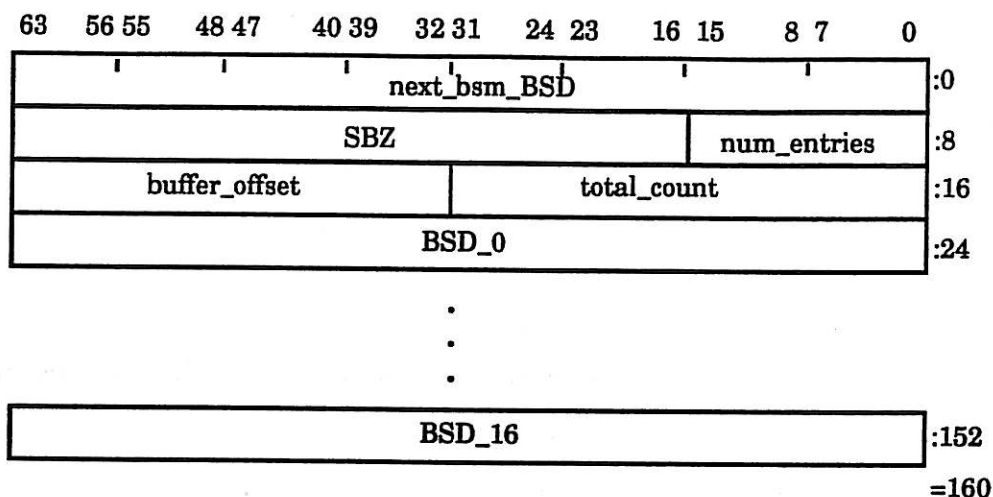 63 56 55 48 47 40 39 32 31 24 23 16 15 8 7 0
next_bsm_BSD :0
SBZ num_entries :8
buffer_offset total_count :16
BSD_0 :24
BSD_16 :152
=160